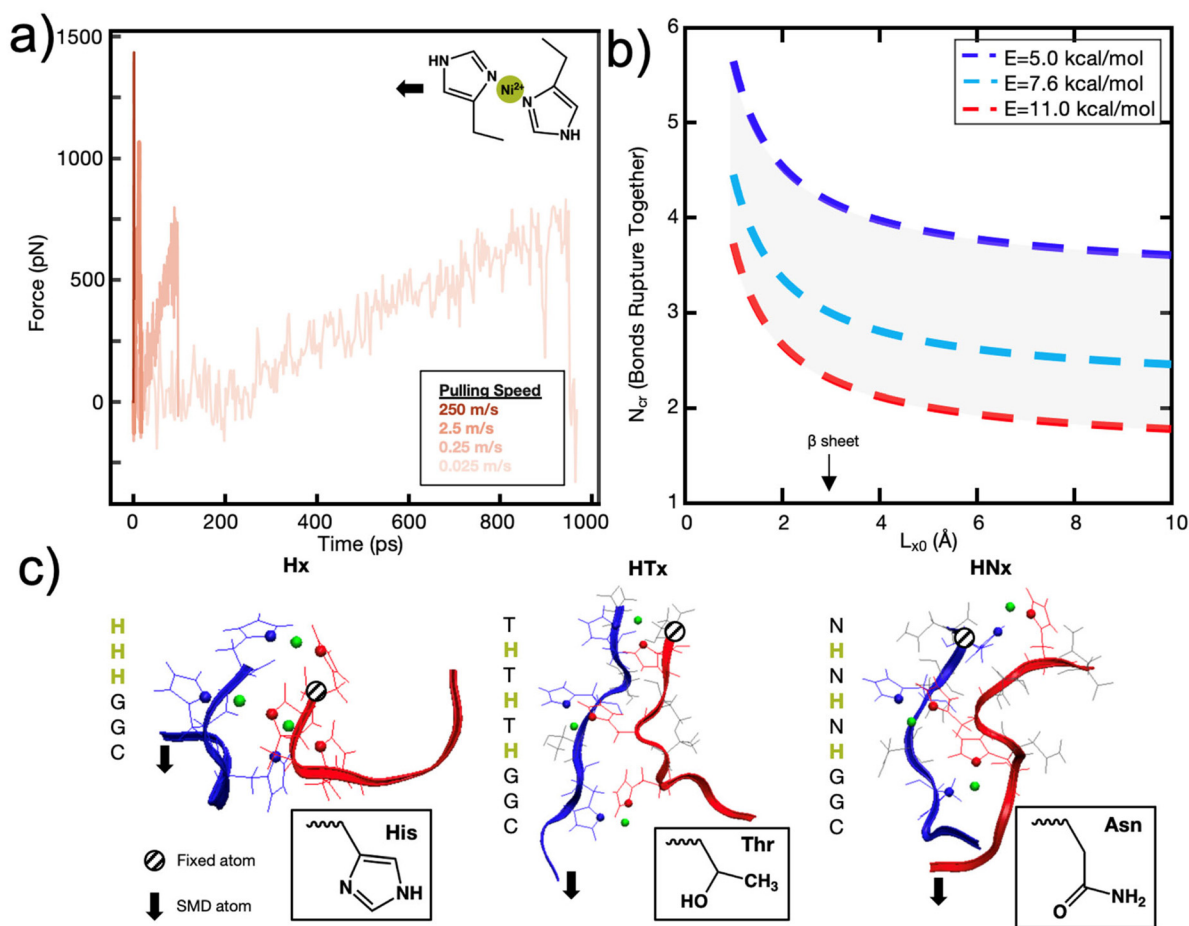 a)
1500
1000
500
0
Force (pN)
0
200
400
600
800
1000
Time (ps)
HN
N
Ni2+
N
NH
Pulling Speed
250 m/s
2.5 m/s
0.25 m/s
0.025 m/s
b)
6
5
4
3
2
1
Ncr (Bonds Rupture Together)
E=5.0 kcal/mol
E=7.6 kcal/mol
E=11.0 kcal/mol
β sheet
0
2
4
6
8
10
Lx0 (Å)
c)
Hx
H
H
H
G
G
C
His
N
NH
Fixed atom
SMD atom
HTx
T
H
T
H
T
H
G
G
C
Thr
CH3
HO
HNx
N
H
N
H
N
H
G
G
C
Asn
O
NH2